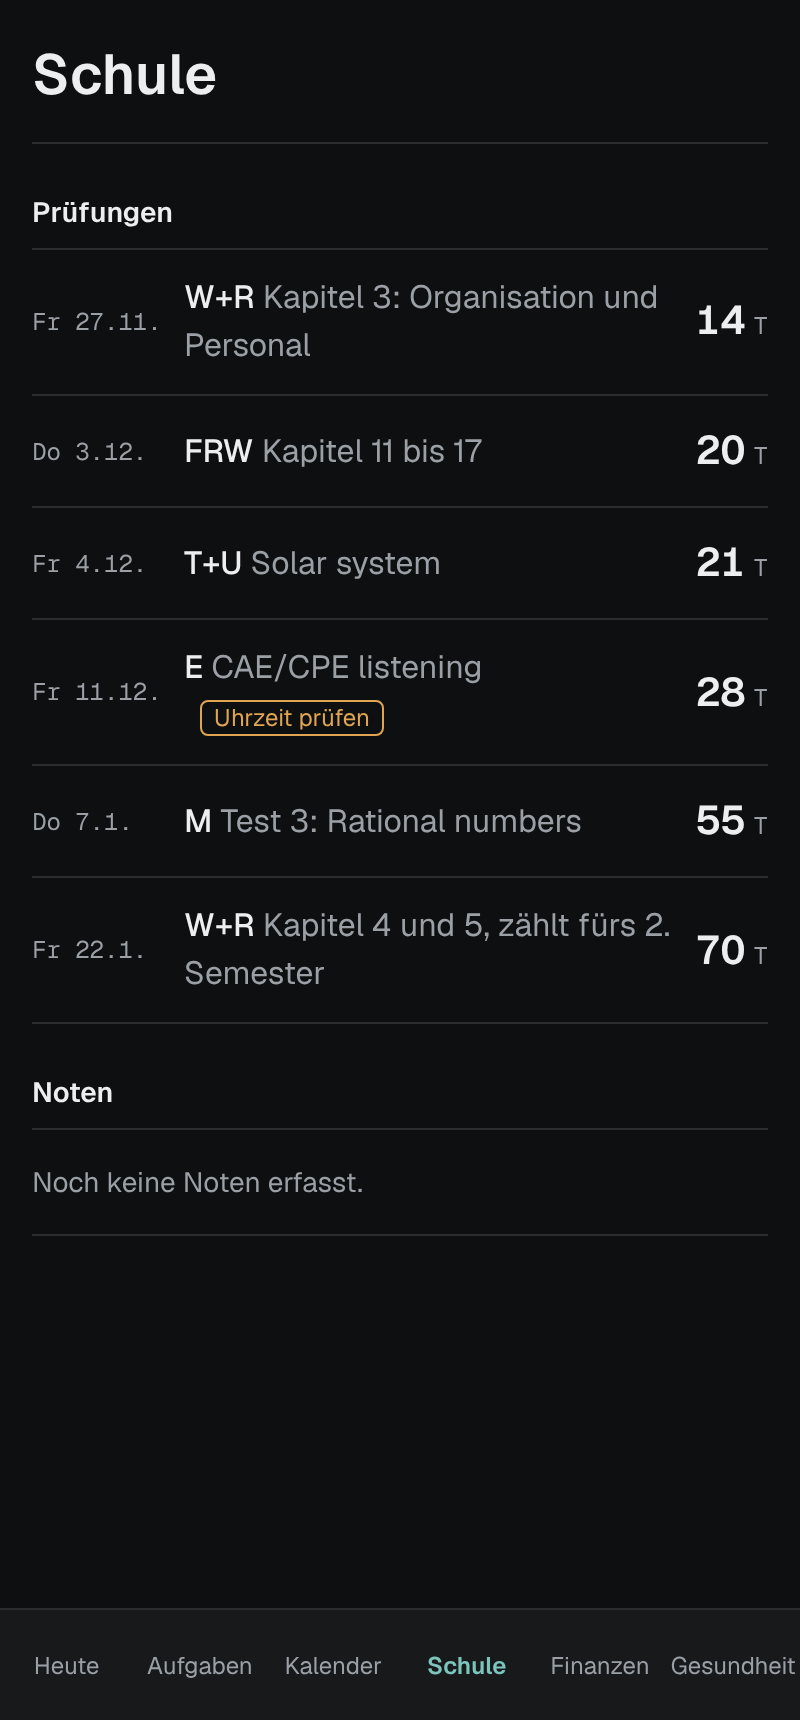 Schule
Prüfungen
Fr 27.11.
W+R Kapitel 3: Organisation und
Personal
14 T
Do 3.12.
FRW Kapitel 11 bis 17
20 T
Fr 4.12.
T+U Solar system
21 T
Fr 11.12.
E CAE/CPE listening
Uhrzeit prüfen
28 T
Do 7.1.
M Test 3: Rational numbers
55 T
Fr 22.1.
W+R Kapitel 4 und 5, zählt fürs 2.
Semester
70 T
Noten
Noch keine Noten erfasst.
Heute Aufgaben Kalender Schule Finanzen Gesundheit